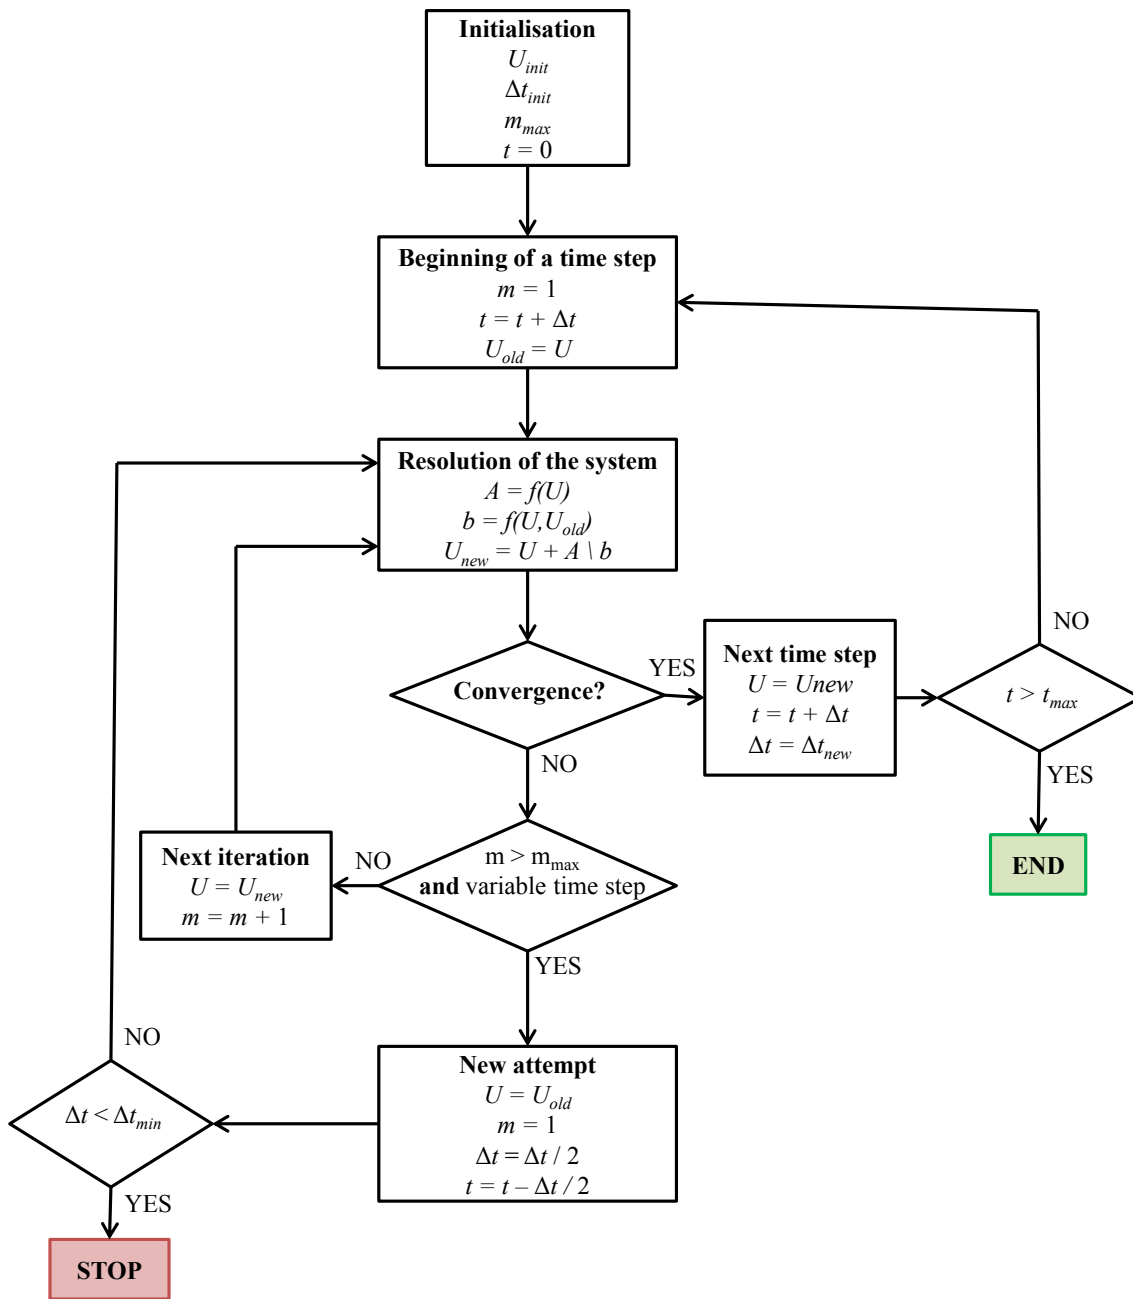 Initialisation
U_init
Δt_init
m_max
t = 0
Beginning of a time step
m = 1
t = t + Δt
U_old = U
Resolution of the system
A = f(U)
b = f(U,U_old)
U_new = U + A \ b
Convergence?
YES
Next time step
U = Unew
t = t + Δt
Δt = Δt_new
NO
t > t_max
YES
END
NO
m > m_max
and variable time step
NO
Next iteration
U = U_new
m = m + 1
YES
New attempt
U = U_old
m = 1
Δt = Δt / 2
t = t – Δt / 2
NO
Δt < Δt_min
YES
STOP